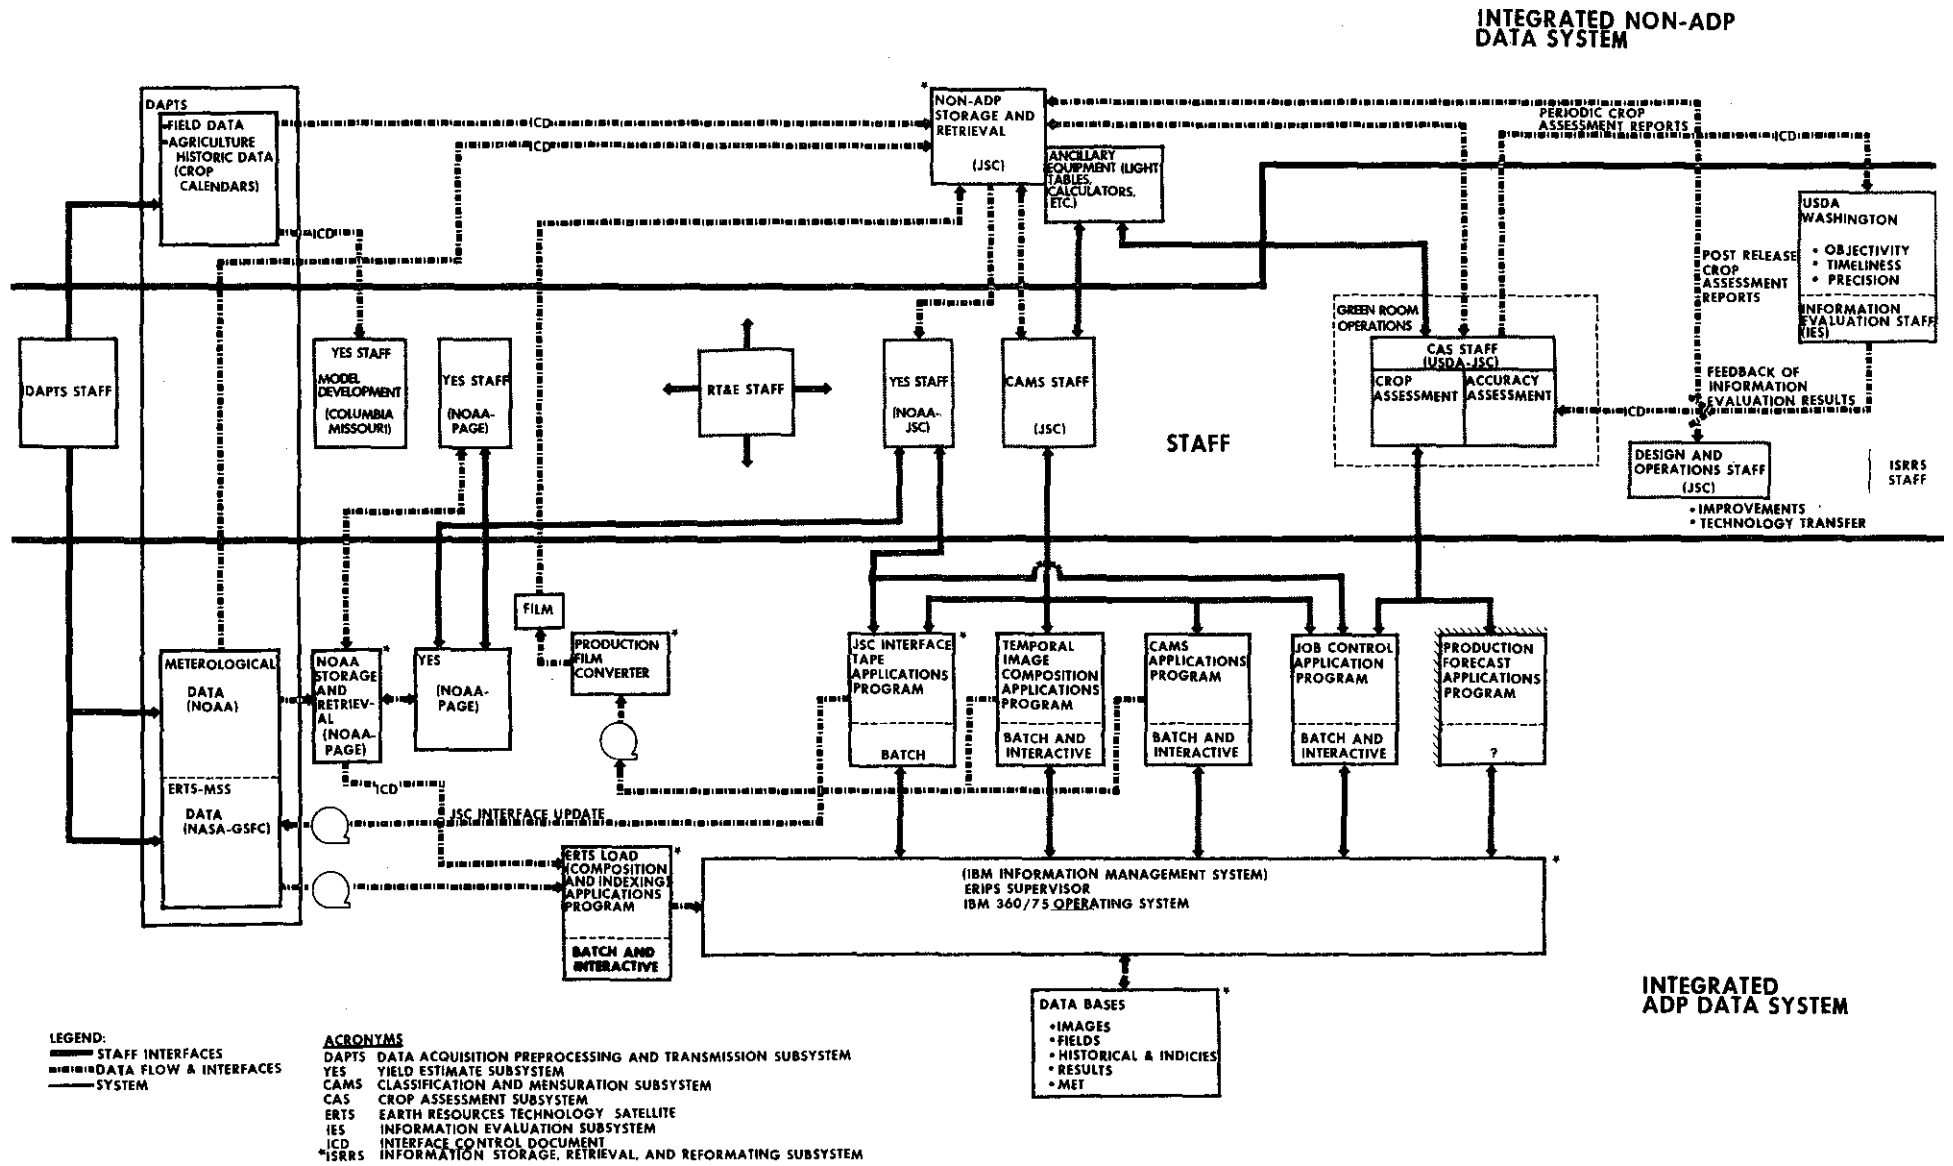 INTEGRATED NON-ADP
DATA SYSTEM
DAPTS
•FIELD DATA
•AGRICULTURE
HISTORIC DATA
(CROP
CALENDARS)
ICD
ICD
ICD
*
NON-ADP
STORAGE AND
RETRIEVAL
(JSC)
ANCILLARY
EQUIPMENT (LIGHT
TABLES,
CALCULATORS,
ETC.)
PERIODIC CROP
ASSESSMENT REPORTS
ICD
USDA
WASHINGTON
• OBJECTIVITY
• TIMELINESS
• PRECISION
INFORMATION
EVALUATION STAFF
(IES)
POST RELEASE
CROP
ASSESSMENT
REPORTS
GREEN ROOM
OPERATIONS
CAS STAFF
(USDA-JSC)
CROP
ASSESSMENT
ACCURACY
ASSESSMENT
FEEDBACK OF
INFORMATION
EVALUATION RESULTS
ICD
DAPTS STAFF
YES STAFF
MODEL
DEVELOPMENT
(COLUMBIA
MISSOURI)
YES STAFF
(NOAA-
PAGE)
RT&E STAFF
YES STAFF
(NOAA-
JSC)
CAMS STAFF
(JSC)
STAFF
DESIGN AND
OPERATIONS STAFF
(JSC)
• IMPROVEMENTS
• TECHNOLOGY TRANSFER
ISRRS
STAFF
FILM
PRODUCTION
FILM
CONVERTER
*
METEROLOGICAL
DATA
(NOAA)
ERTS-MSS
DATA
(NASA-GSFC)
NOAA
STORAGE
AND
RETRIEV-
AL
(NOAA-
PAGE)
*
YES
(NOAA-
PAGE)
ICD
JSC INTERFACE UPDATE
JSC INTERFACE
TAPE
APPLICATIONS
PROGRAM
BATCH
*
TEMPORAL
IMAGE
COMPOSITION
APPLICATIONS
PROGRAM
BATCH AND
INTERACTIVE
CAMS
APPLICATIONS
PROGRAM
BATCH AND
INTERACTIVE
JOB CONTROL
APPLICATION
PROGRAM
BATCH AND
INTERACTIVE
PRODUCTION
FORECAST
APPLICATIONS
PROGRAM
?
ERTS LOAD
(COMPOSITION
AND INDEXING)
APPLICATIONS
PROGRAM
BATCH AND
INTERACTIVE
*
(IBM INFORMATION MANAGEMENT SYSTEM)
ERIPS SUPERVISOR
IBM 360/75 OPERATING SYSTEM
*
DATA BASES
•IMAGES
•FIELDS
•HISTORICAL & INDICIES
•RESULTS
•MET
*
INTEGRATED
ADP DATA SYSTEM
LEGEND:
STAFF INTERFACES
DATA FLOW & INTERFACES
SYSTEM
ACRONYMS
DAPTS DATA ACQUISITION PREPROCESSING AND TRANSMISSION SUBSYSTEM
YES YIELD ESTIMATE SUBSYSTEM
CAMS CLASSIFICATION AND MENSURATION SUBSYSTEM
CAS CROP ASSESSMENT SUBSYSTEM
ERTS EARTH RESOURCES TECHNOLOGY SATELLITE
IES INFORMATION EVALUATION SUBSYSTEM
ICD INTERFACE CONTROL DOCUMENT
*ISRRS INFORMATION STORAGE, RETRIEVAL, AND REFORMATING SUBSYSTEM